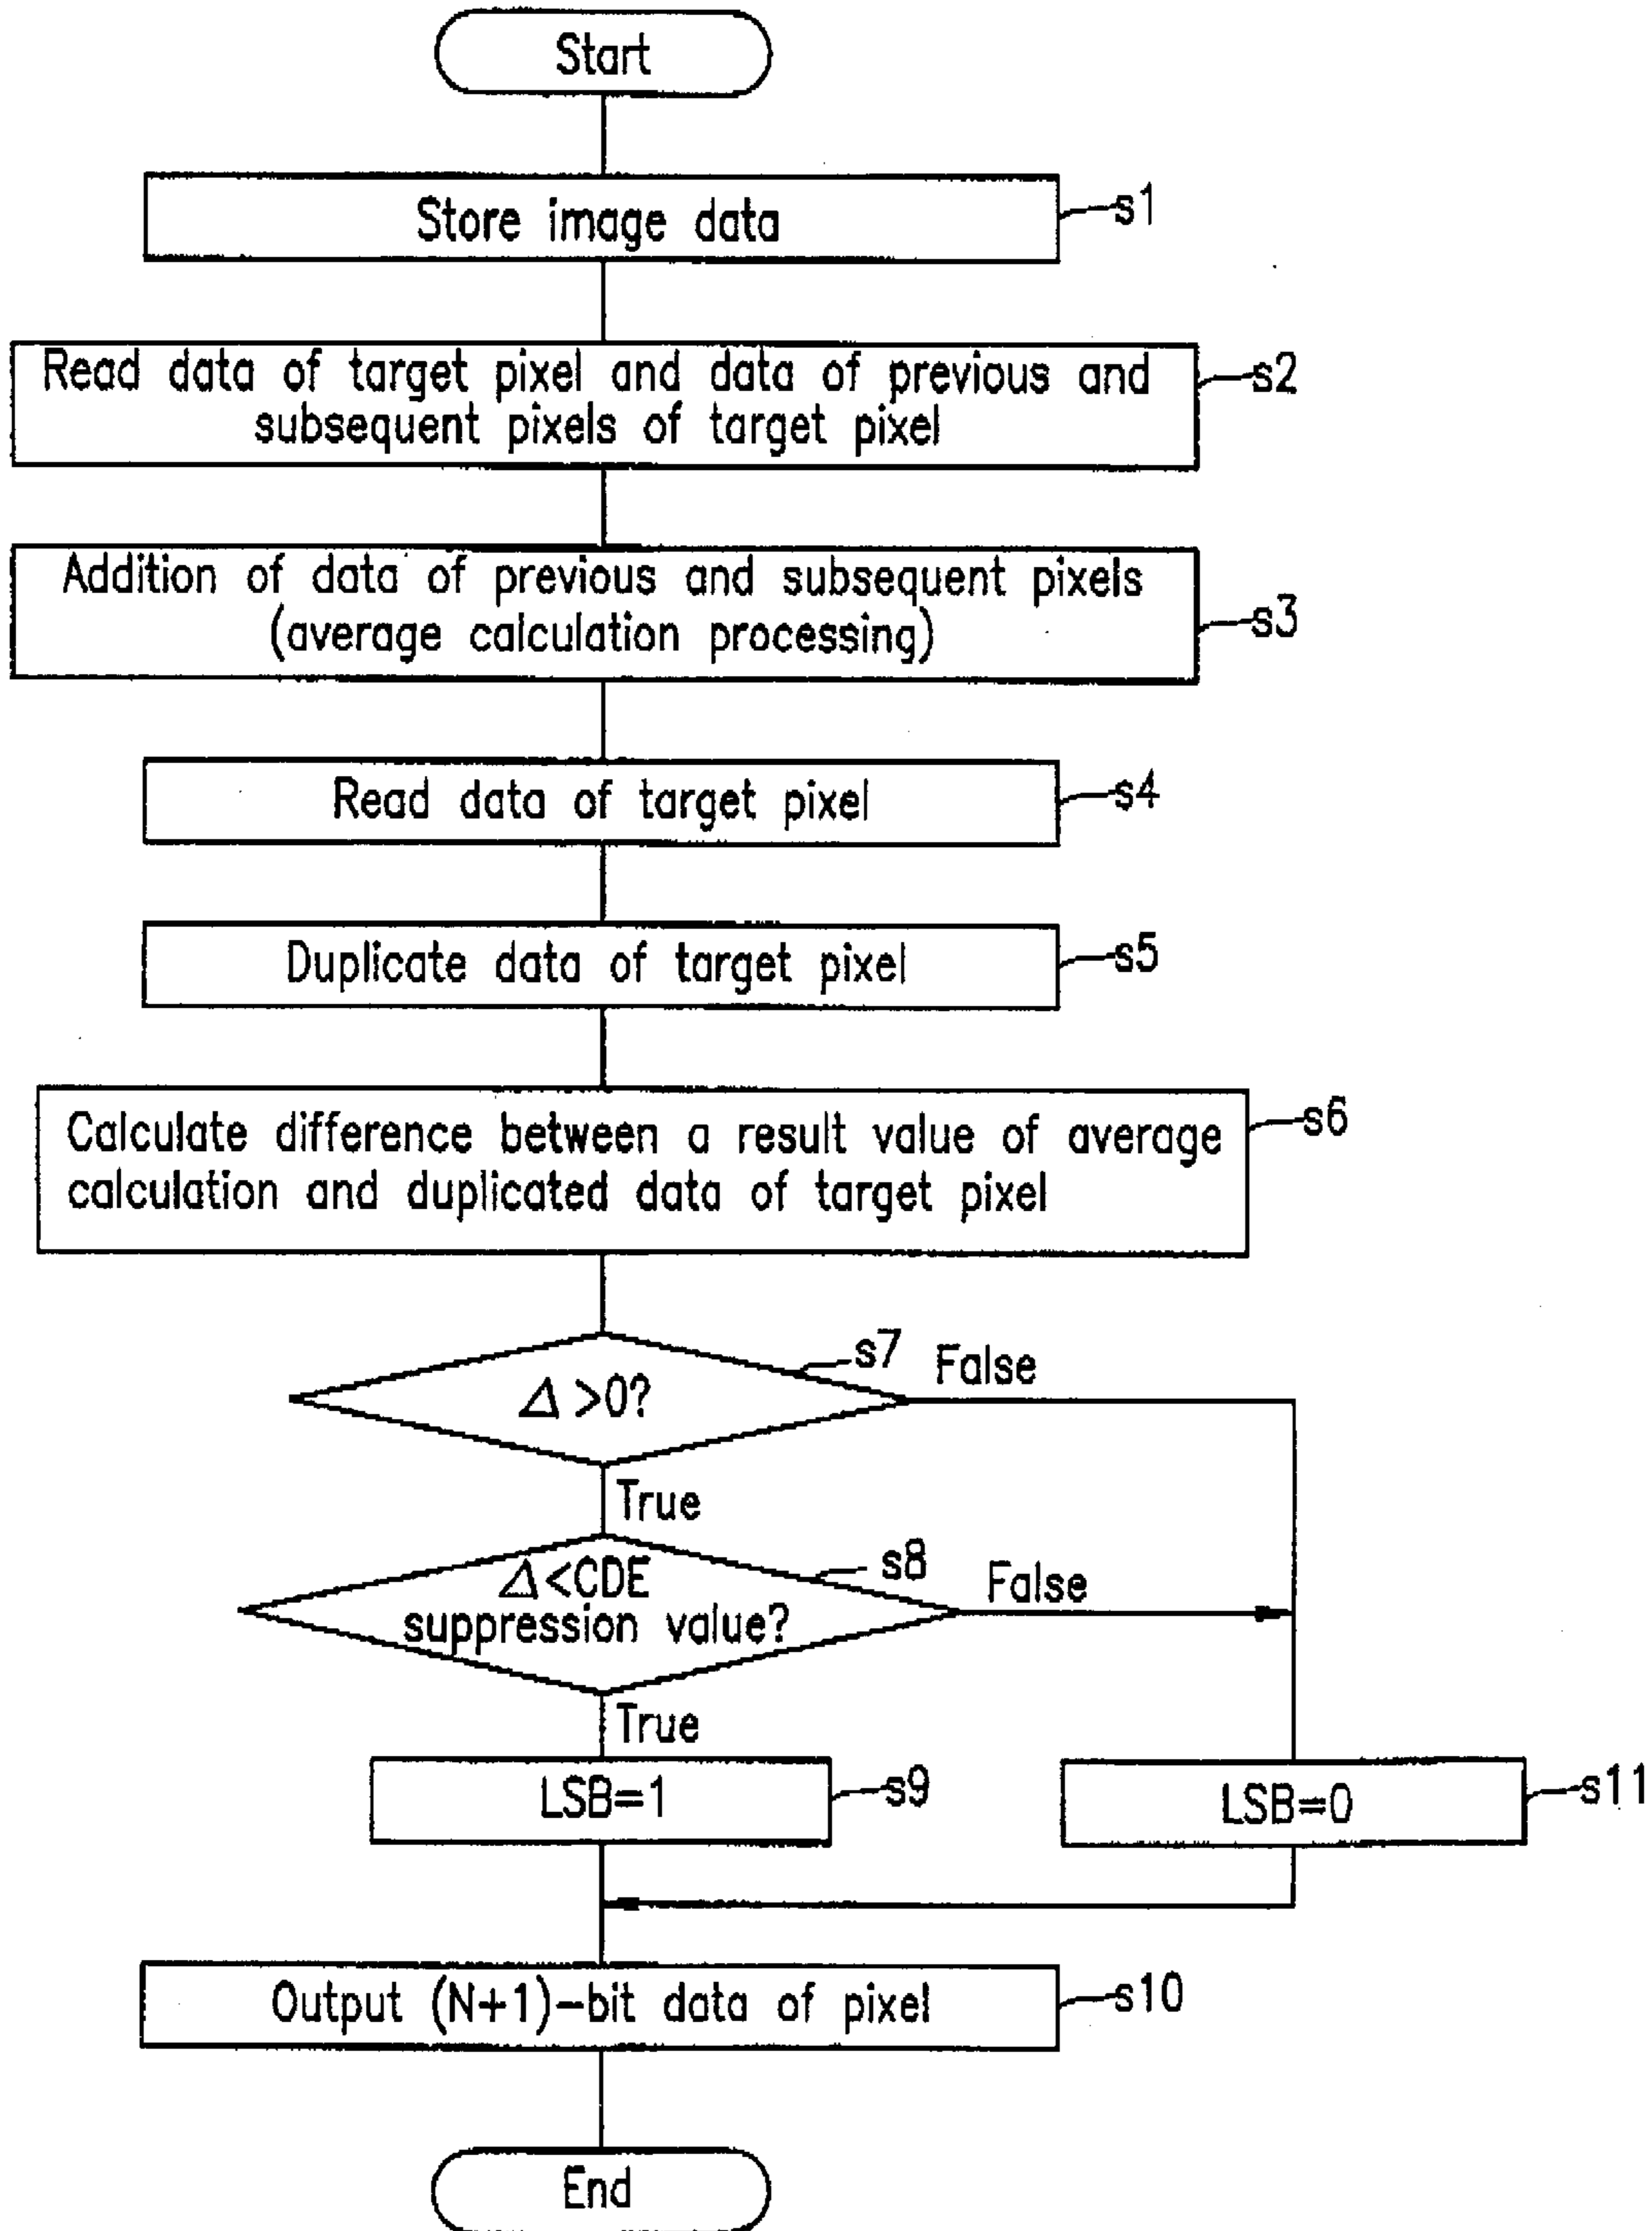 Start
Store image data
s1
Read data of target pixel and data of previous and
subsequent pixels of target pixel
s2
Addition of data of previous and subsequent pixels
(average calculation processing)
s3
Read data of target pixel
s4
Duplicate data of target pixel
s5
Calculate difference between a result value of average
calculation and duplicated data of target pixel
s6
Δ>0?
s7
False
True
Δ<CDE
suppression value?
s8
False
True
LSB=1
s9
LSB=0
s11
Output (N+1)-bit data of pixel
s10
End